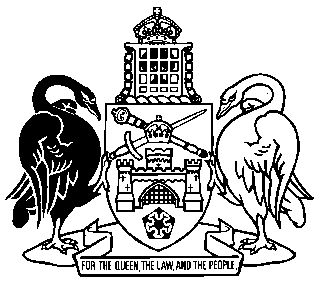 FOR THE QUEEN, THE LAW, AND THE PEOPLE.